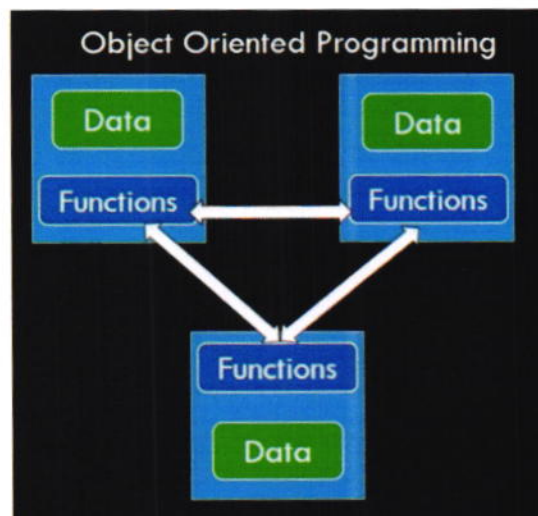 Object Oriented Programming
Data
Data
Functions
Functions
Functions
Data